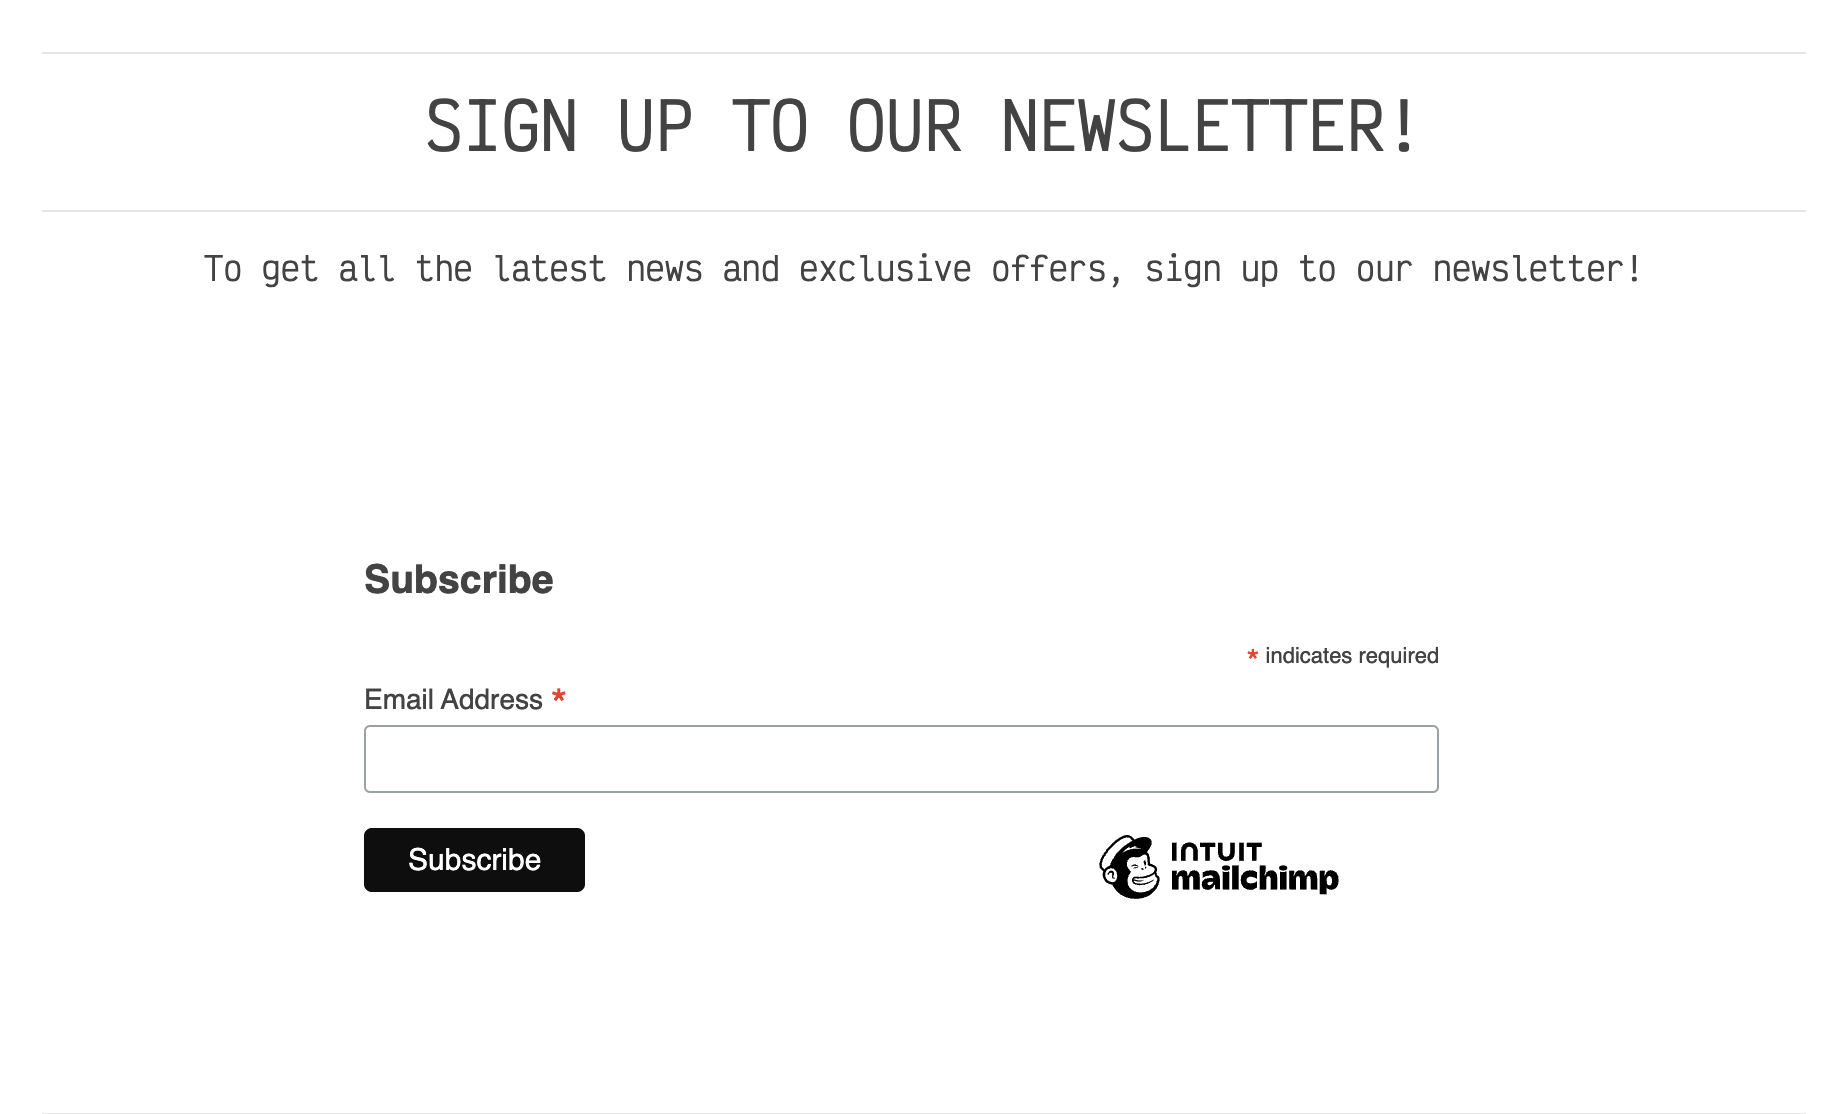 SIGN UP TO OUR NEWSLETTER!
To get all the latest news and exclusive offers, sign up to our newsletter!
Subscribe
* indicates required
Email Address *
Subscribe
INTUIT
mailchimp